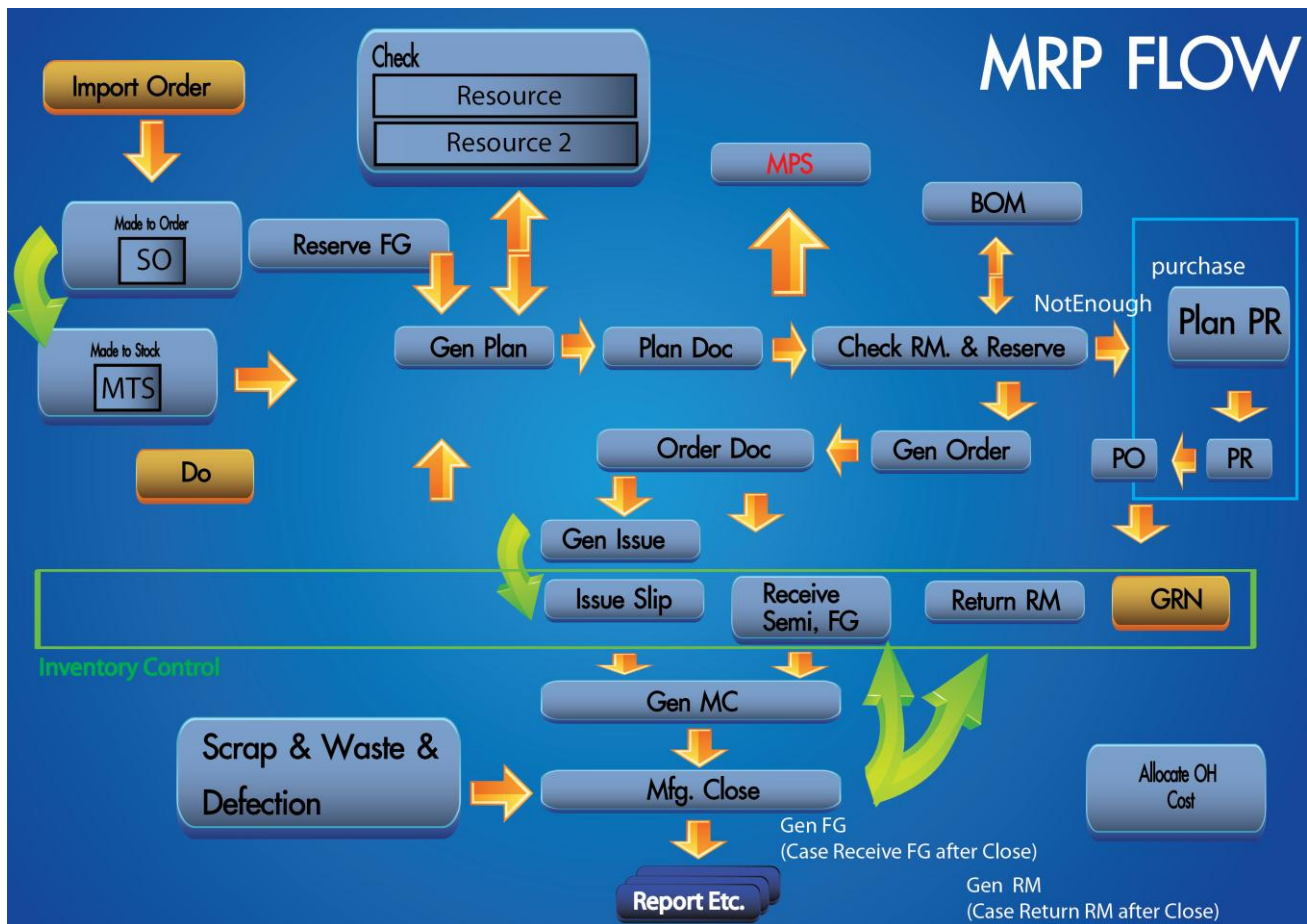 MRP FLOW
Import Order
Check
Resource
Resource 2
MPS
BOM
Made to Order
SO
Reserve FG
purchase
NotEnough
Plan PR
Gen Plan
Plan Doc
Check RM. & Reserve
Made to Stock
MTS
Order Doc
Gen Order
PO
PR
Do
Gen Issue
Issue Slip
Receive
Semi, FG
Return RM
GRN
Inventory Control
Gen MC
Scrap & Waste &
Defection
Mfg. Close
Allocate OH
Cost
Gen FG
(Case Receive FG after Close)
Report Etc.
Gen RM
(Case Return RM after Close)